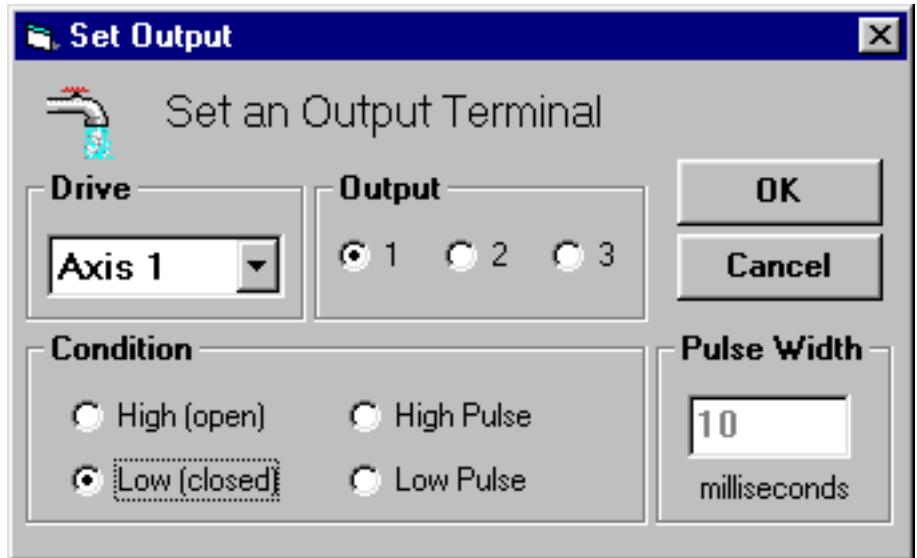 Set Output
Set an Output Terminal
Drive
Axis 1
Output
1 2 3
OK
Cancel
Condition
High (open)
High Pulse
Low (closed)
Low Pulse
Pulse Width
10
milliseconds